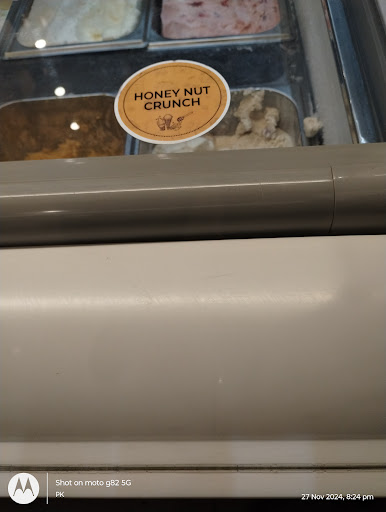 HONEY NUT
CRUNCH
Shot on moto g82 5G
PK
27 Nov 2024, 8:24 pm